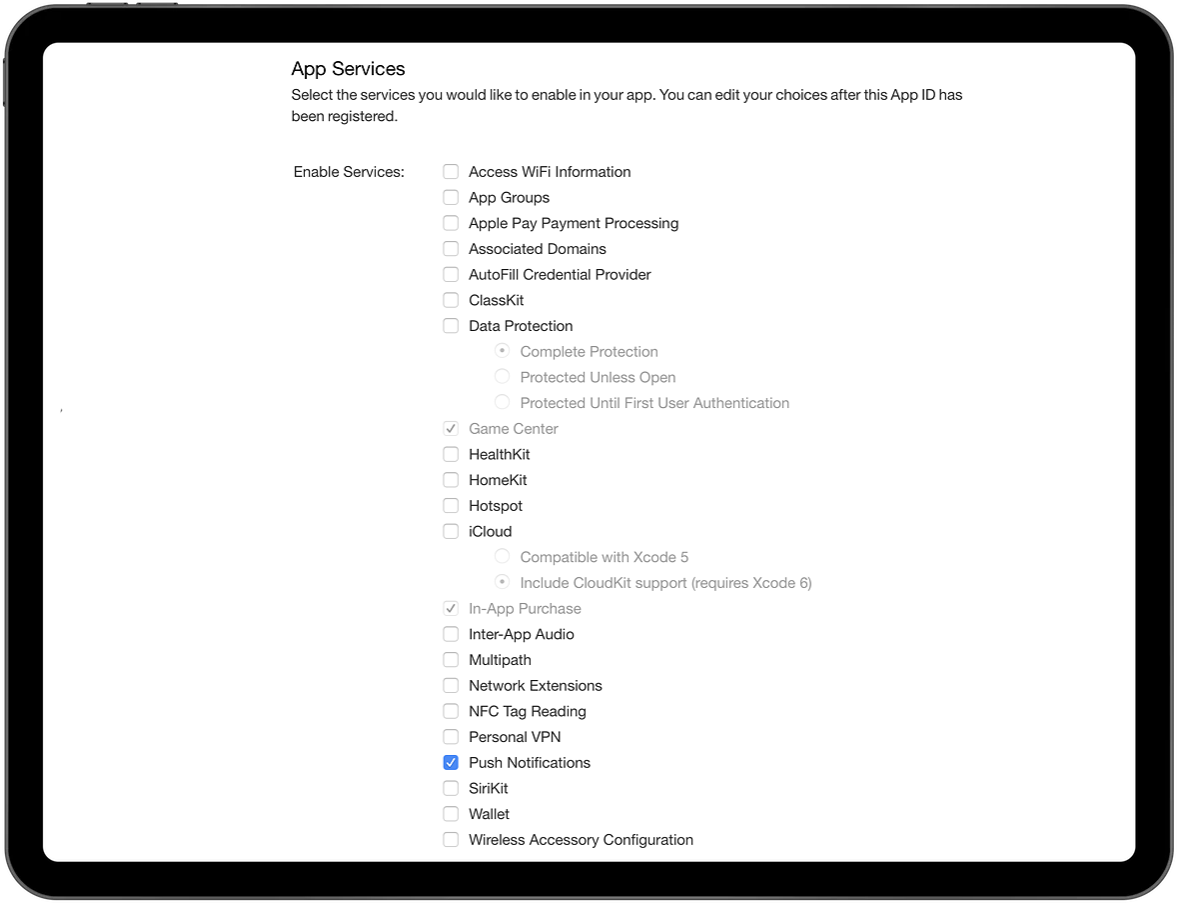 App Services
Select the services you would like to enable in your app. You can edit your choices after this App ID has
been registered.
Enable Services:
Access WiFi Information
App Groups
Apple Pay Payment Processing
Associated Domains
AutoFill Credential Provider
ClassKit
Data Protection
Complete Protection
Protected Unless Open
Protected Until First User Authentication
Game Center
HealthKit
HomeKit
Hotspot
iCloud
Compatible with Xcode 5
Include CloudKit support (requires Xcode 6)
In-App Purchase
Inter-App Audio
Multipath
Network Extensions
NFC Tag Reading
Personal VPN
Push Notifications
SiriKit
Wallet
Wireless Accessory Configuration